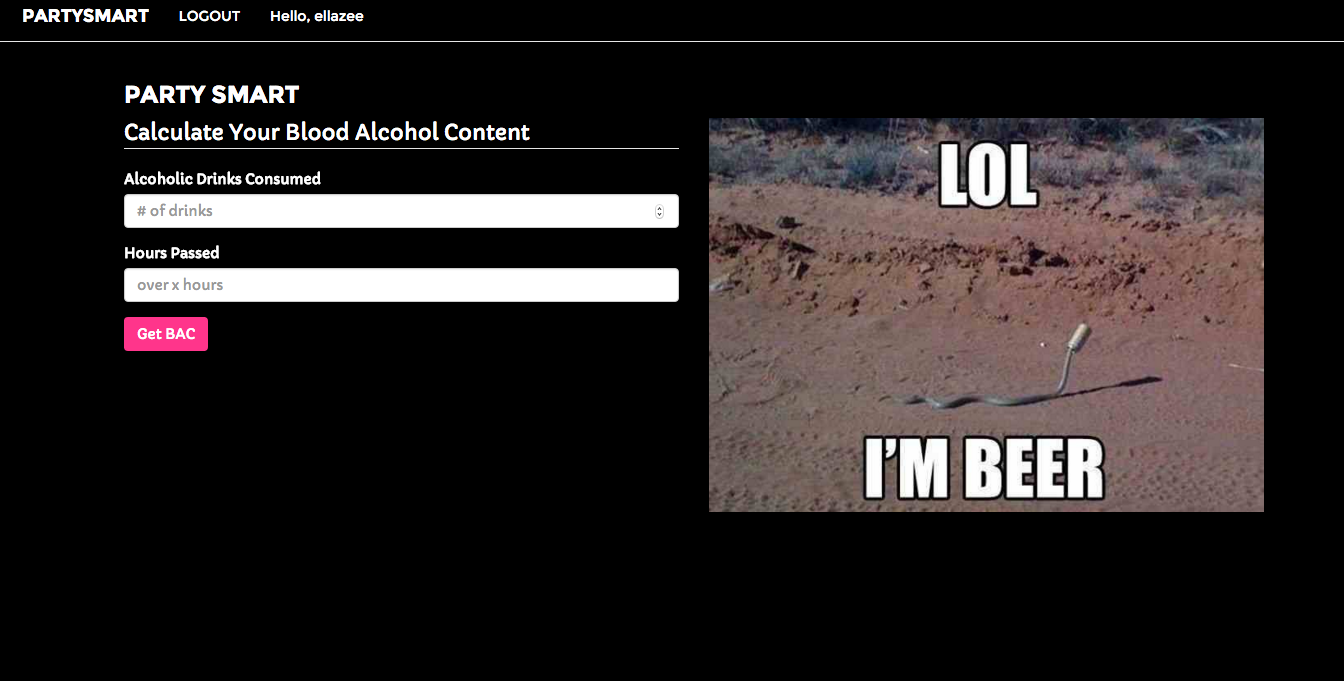 PARTYSMART LOGOUT Hello, ellazee
PARTY SMART
Calculate Your Blood Alcohol Content
Alcoholic Drinks Consumed
# of drinks
Hours Passed
over x hours
Get BAC
LOL
I'M BEER